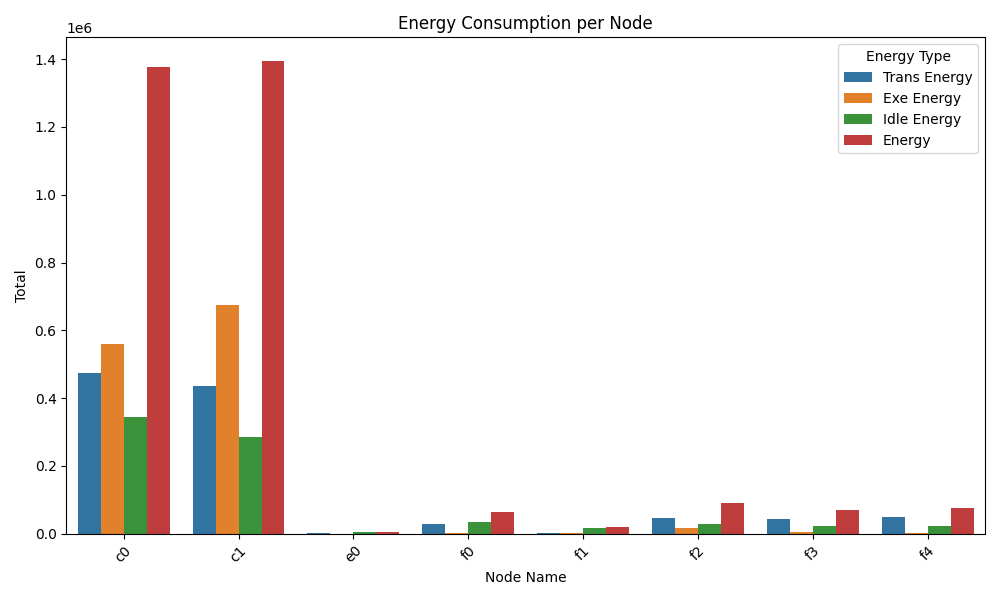 Energy Consumption per Node
1e6
1.4
1.2
1.0
0.8
0.6
0.4
0.2
0.0
Total
Energy Type
Trans Energy
Exe Energy
Idle Energy
Energy
c0
c1
e0
f0
f1
f2
f3
f4
Node Name